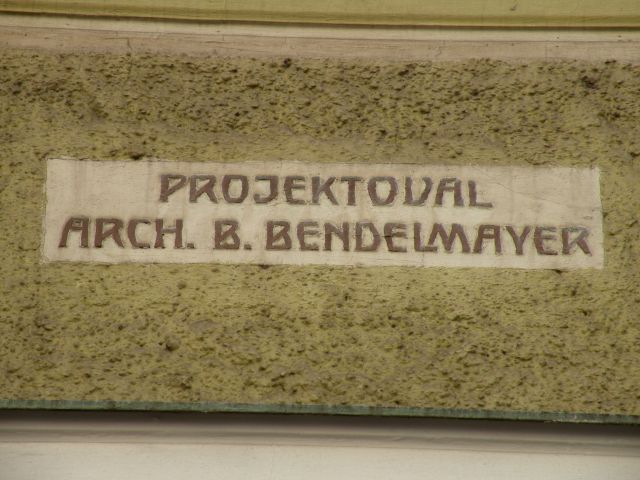 PROJEKTOVAL
ARCH. B. BENDELMAYER